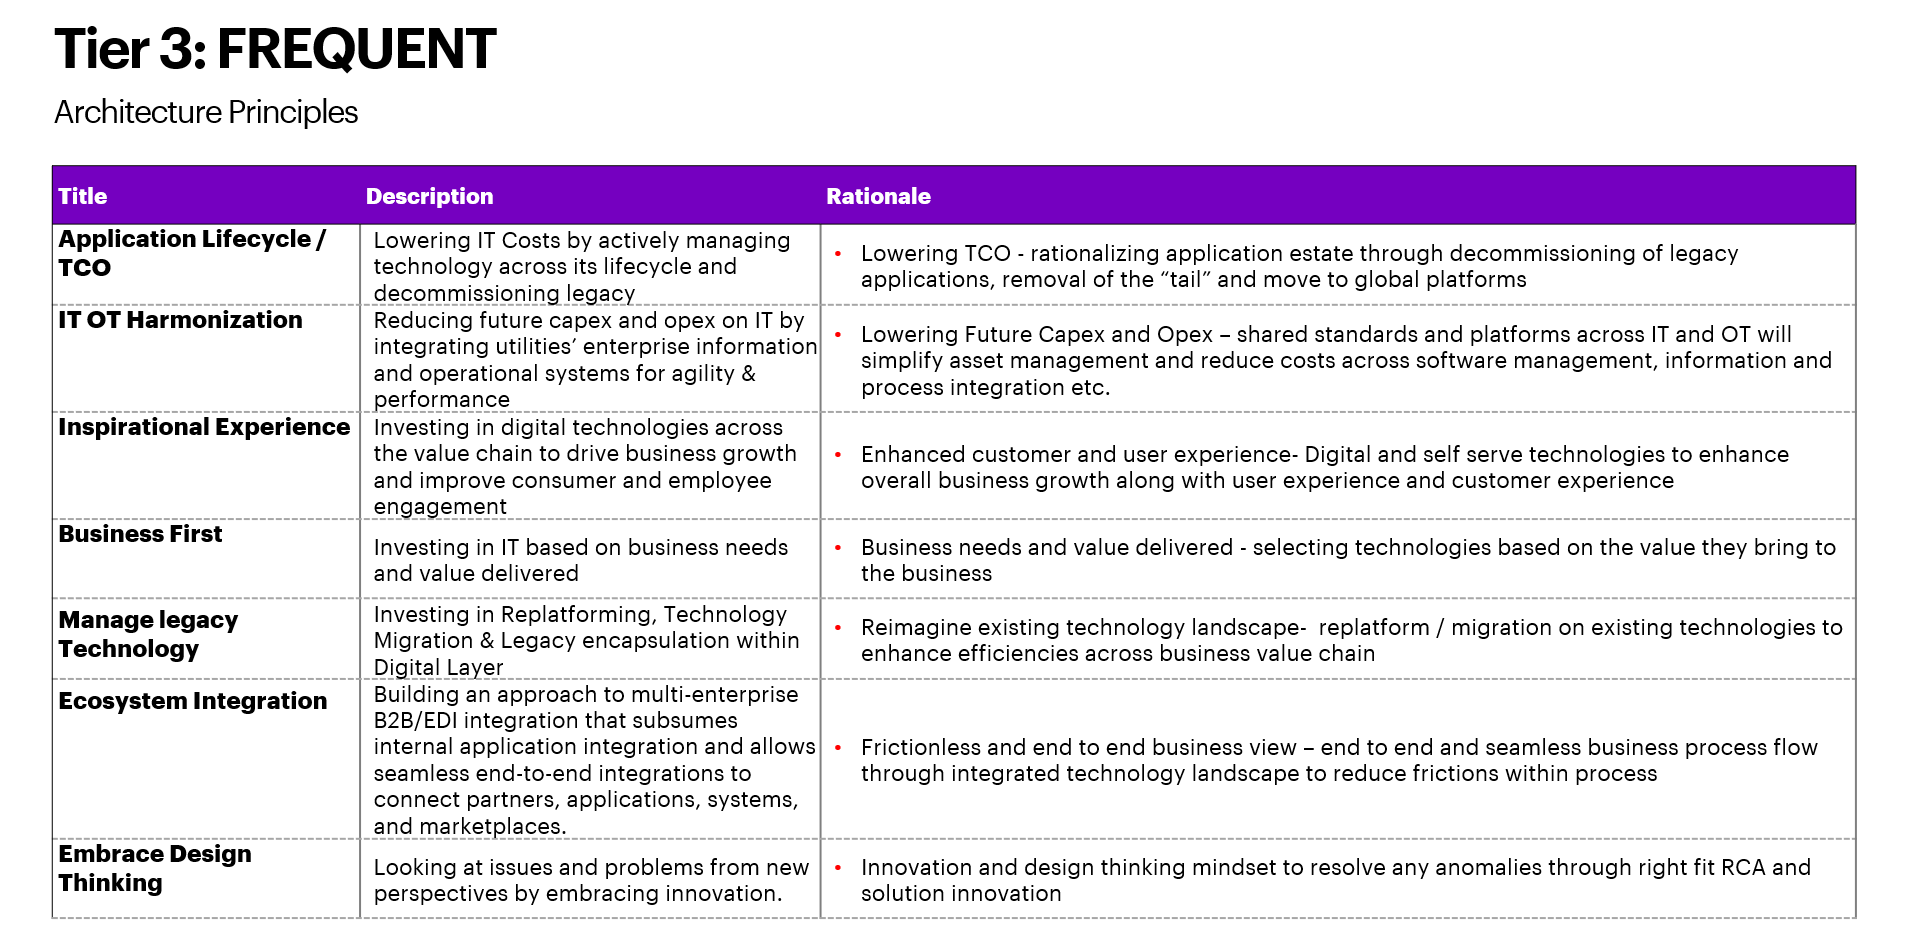 Tier 3: FREQUENT
Architecture Principles
Title Description Rationale
Application Lifecycle /
TCO
Lowering IT Costs by actively managing
technology across its lifecycle and
decommissioning legacy
• Lowering TCO - rationalizing application estate through decommissioning of legacy
applications, removal of the “tail” and move to global platforms
IT OT Harmonization
Reducing future capex and opex on IT by
integrating utilities’ enterprise information
and operational systems for agility &
performance
• Lowering Future Capex and Opex – shared standards and platforms across IT and OT will
simplify asset management and reduce costs across software management, information and
process integration etc.
Inspirational Experience
Investing in digital technologies across
the value chain to drive business growth
and improve consumer and employee
engagement
• Enhanced customer and user experience- Digital and self serve technologies to enhance
overall business growth along with user experience and customer experience
Business First
Investing in IT based on business needs
and value delivered
• Business needs and value delivered - selecting technologies based on the value they bring to
the business
Manage legacy
Technology
Investing in Replatforming, Technology
Migration & Legacy encapsulation within
Digital Layer
• Reimagine existing technology landscape-  replatform / migration on existing technologies to
enhance efficiencies across business value chain
Ecosystem Integration
Building an approach to multi-enterprise
B2B/EDI integration that subsumes
internal application integration and allows
seamless end-to-end integrations to
connect partners, applications, systems,
and marketplaces.
• Frictionless and end to end business view – end to end and seamless business process flow
through integrated technology landscape to reduce frictions within process
Embrace Design
Thinking
Looking at issues and problems from new
perspectives by embracing innovation.
• Innovation and design thinking mindset to resolve any anomalies through right fit RCA and
solution innovation